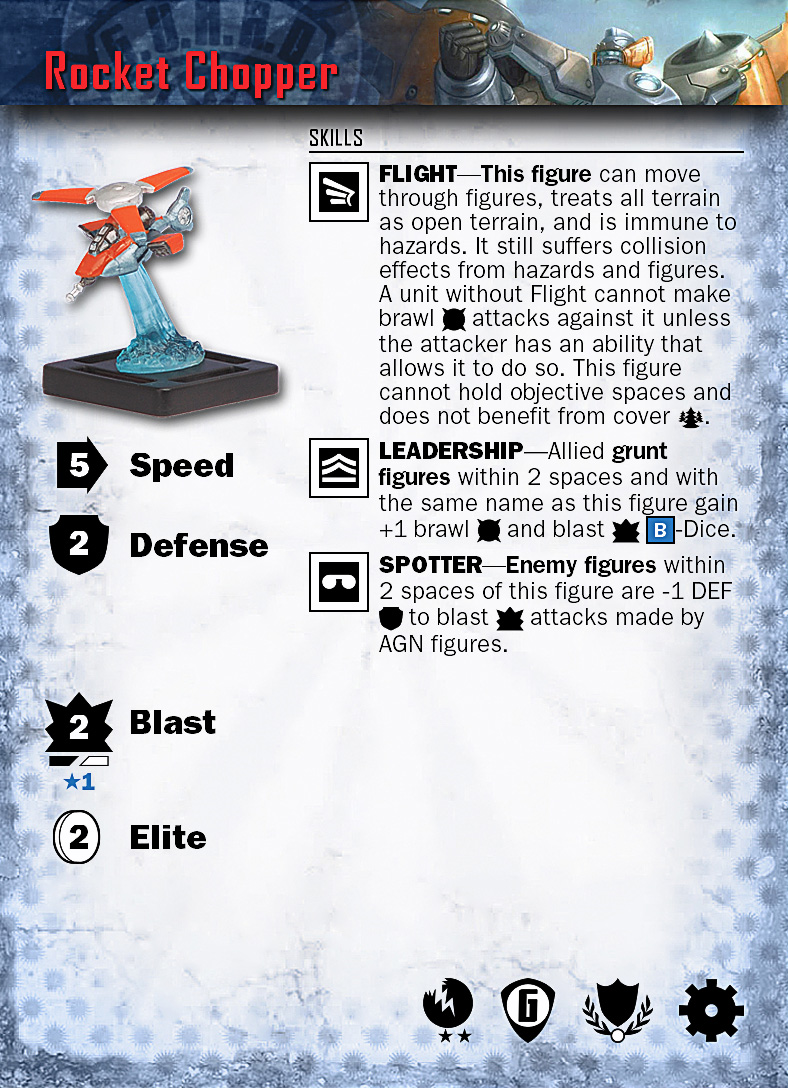 G.U.A.R.D
Rocket Chopper
SKILLS
FLIGHT—This figure can move
through figures, treats all terrain
as open terrain, and is immune to
hazards. It still suffers collision
effects from hazards and figures.
A unit without Flight cannot make
brawl attacks against it unless
the attacker has an ability that
allows it to do so. This figure
cannot hold objective spaces and
does not benefit from cover .
LEADERSHIP—Allied grunt
figures within 2 spaces and with
the same name as this figure gain
+1 brawl and blast B-Dice.
SPOTTER—Enemy figures within
2 spaces of this figure are -1 DEF
to blast attacks made by
AGN figures.
5 Speed
2 Defense
2 Blast
★1
2 Elite
★★
G